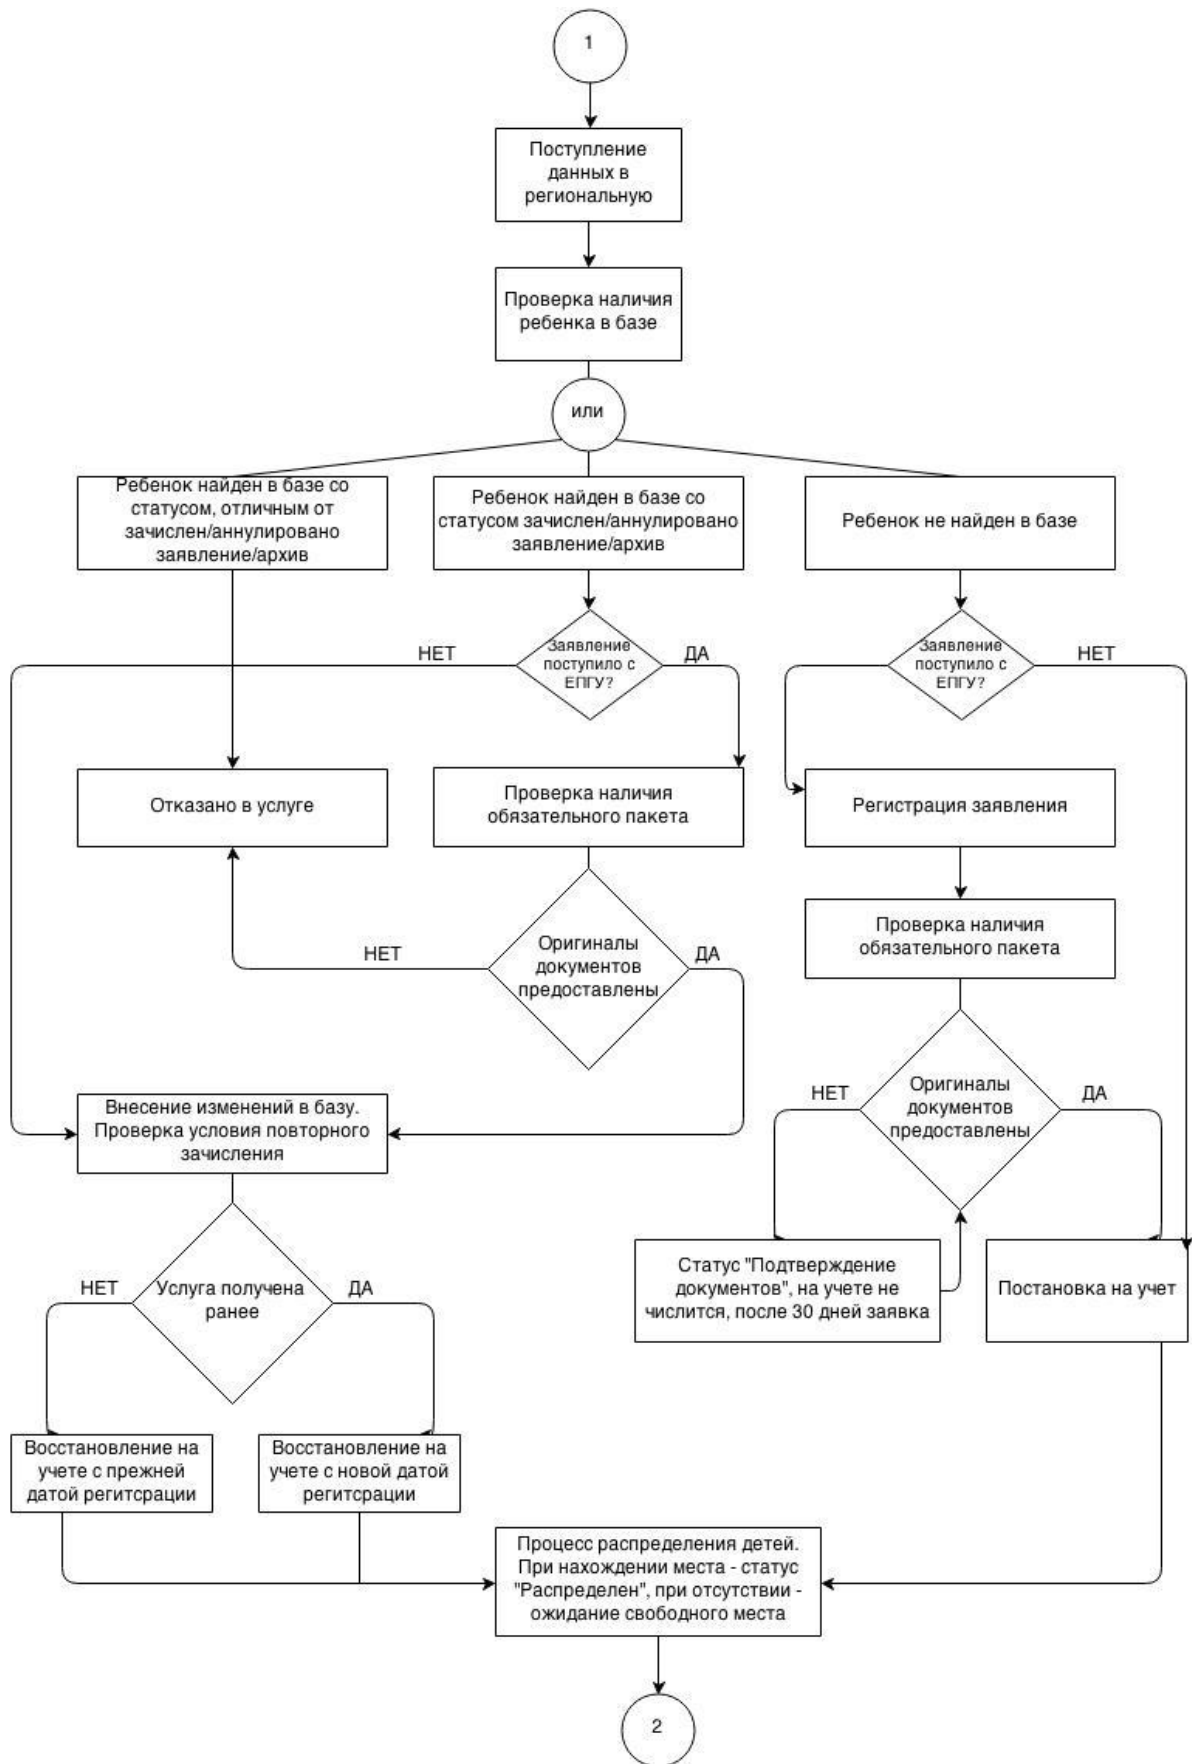 1
Поступление
данных в
региональную
Проверка наличия
ребенка в базе
или
Ребенок найден в базе со
статусом, отличным от
зачислен/аннулировано
заявление/архив
Ребенок найден в базе со
статусом зачислен/аннулировано
заявление/архив
Ребенок не найден в базе
НЕТ
Заявление
поступило с
ЕПГУ?
ДА
Заявление
поступило с
ЕПГУ?
НЕТ
Отказано в услуге
Проверка наличия
обязательного пакета
Регистрация заявления
НЕТ
Оригиналы
документов
предоставлены
ДА
Проверка наличия
обязательного пакета
Внесение изменений в базу.
Проверка условия повторного
зачисления
НЕТ
Оригиналы
документов
предоставлены
ДА
НЕТ
Услуга получена
ранее
ДА
Статус "Подтверждение
документов", на учете не
числится, после 30 дней заявка
Постановка на учет
Восстановление на
учете с прежней
датой регитсрации
Восстановление на
учете с новой датой
регитсрации
Процесс распределения детей.
При нахождении места - статус
"Распределен", при отсутствии -
ожидание свободного места
2